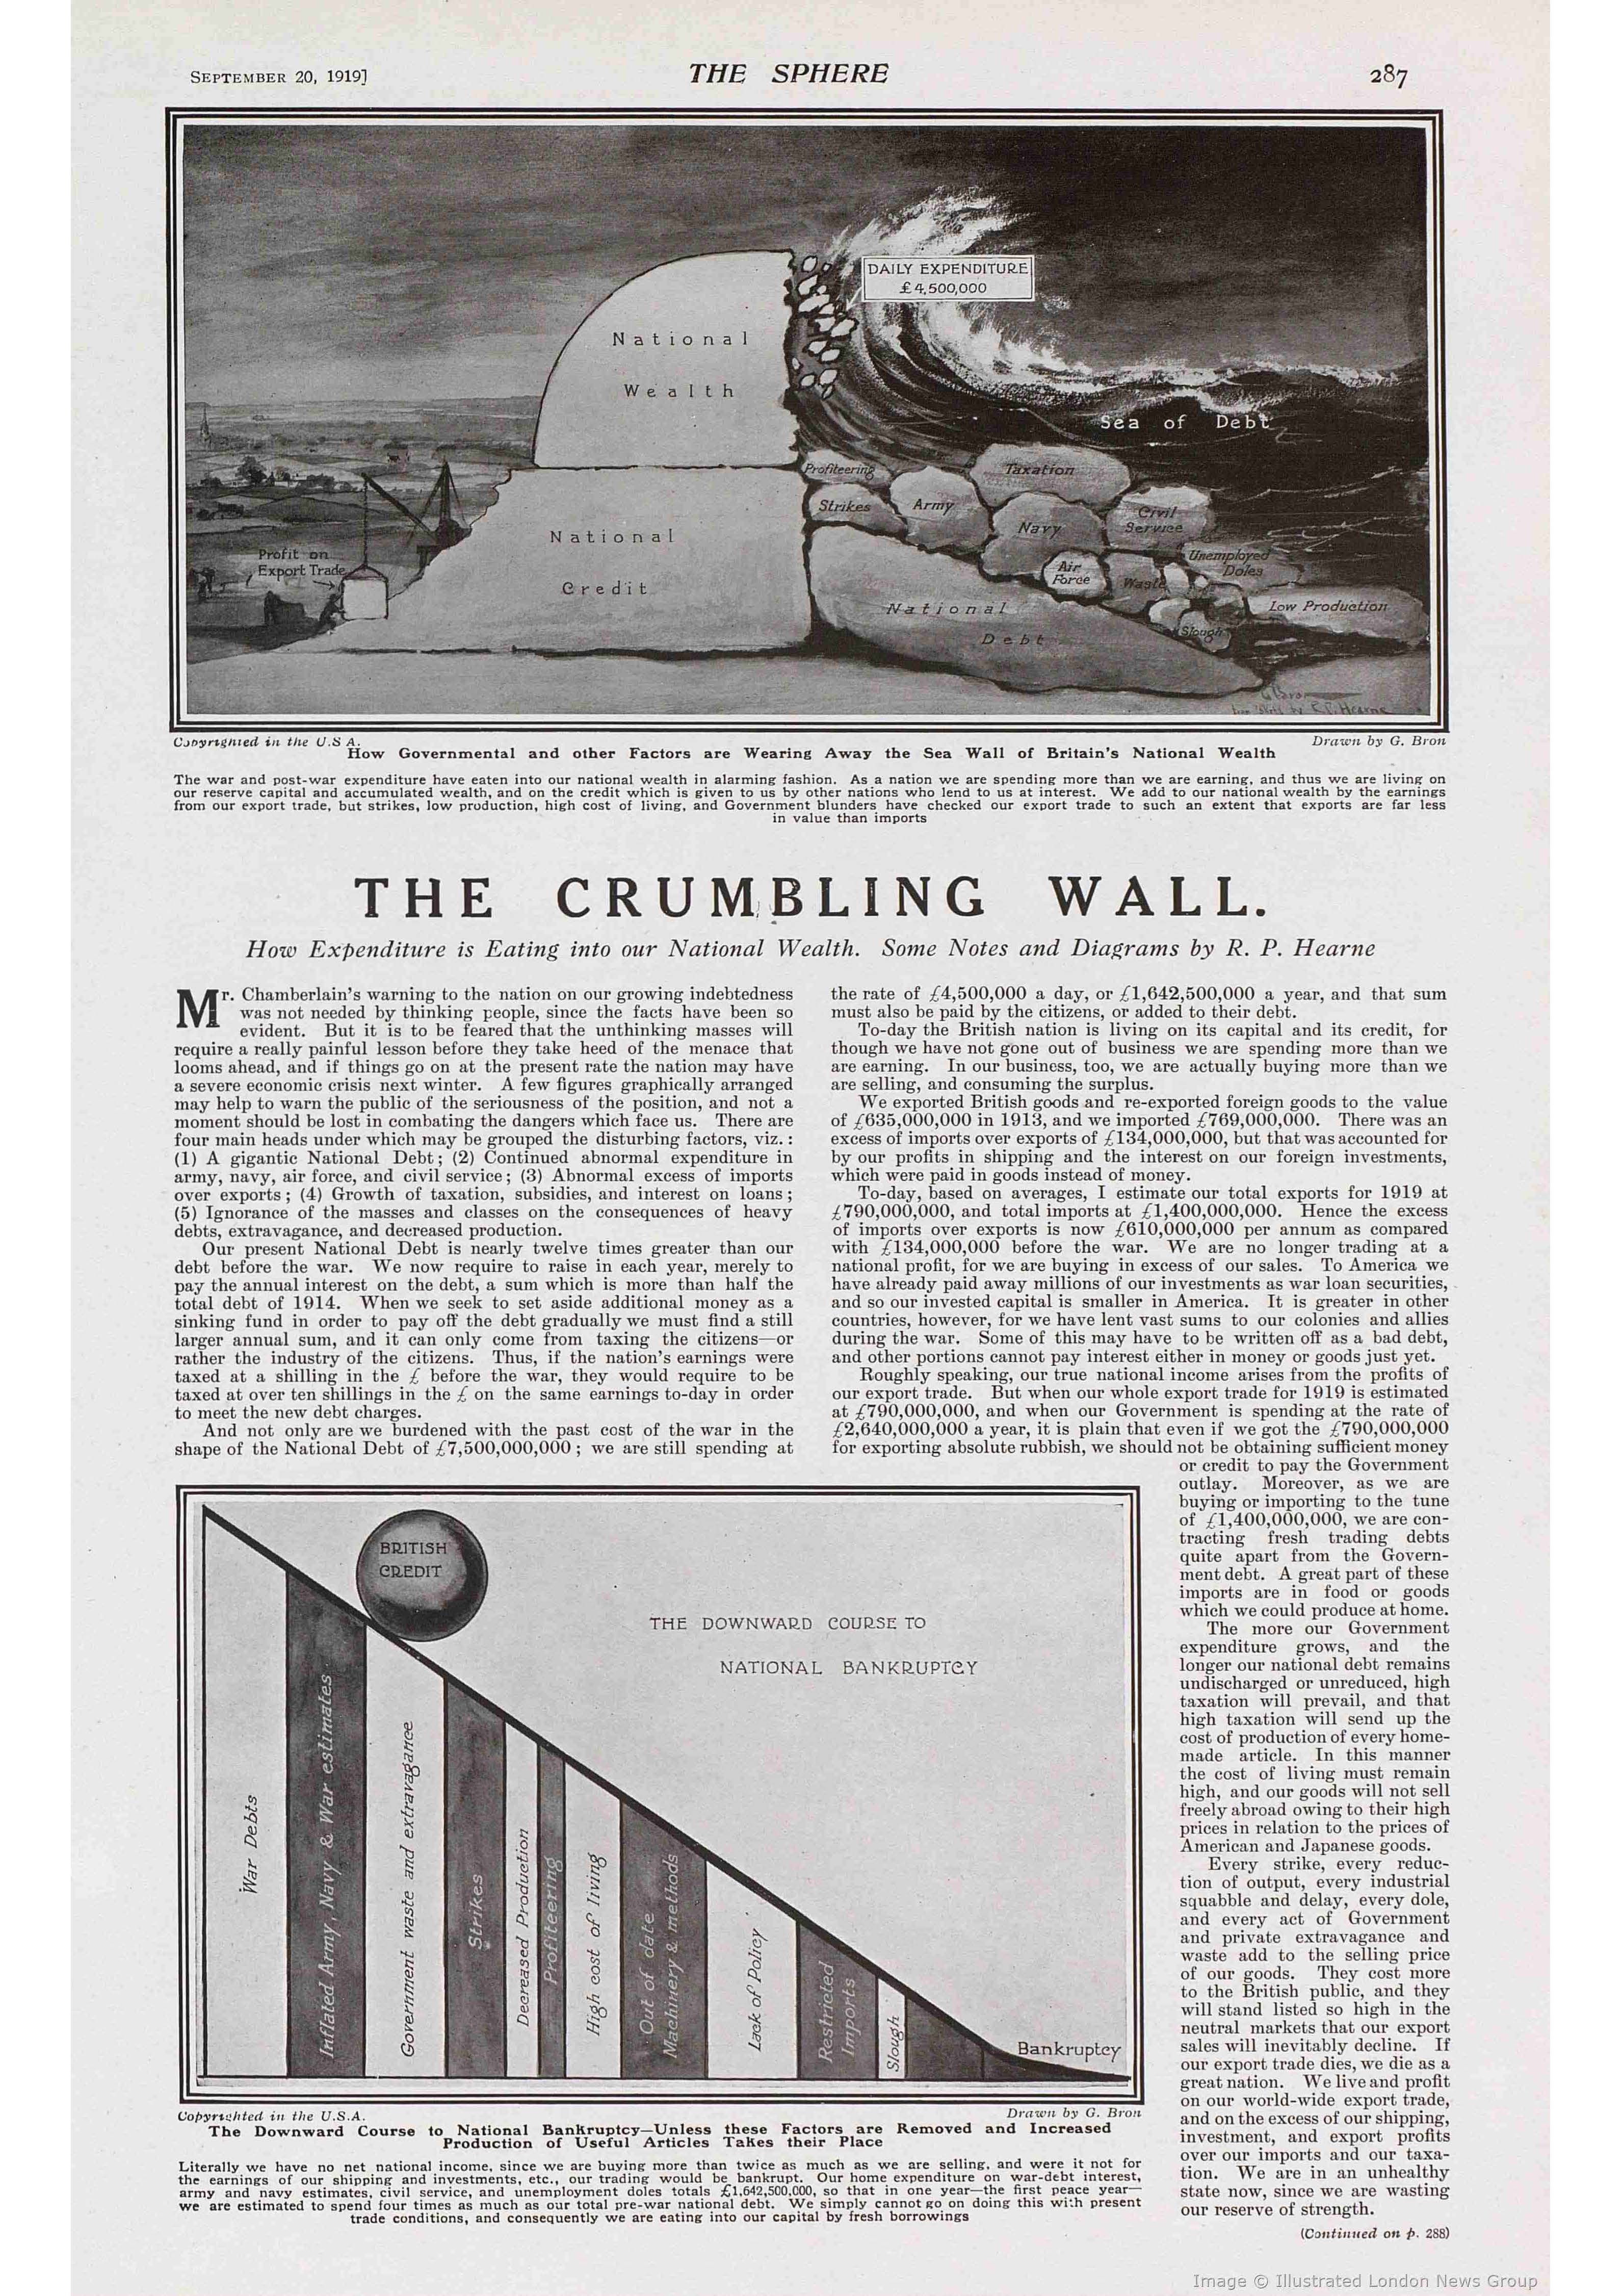 SEPTEMBER 20, 1919]
THE SPHERE
287
DAILY EXPENDITURE
£4,500,000
National
Wealth
Sea of Debt
Profiteering
Taxation
Strikes
Army
Navy
Civil
Service
National
Credit
Profit on
Export Trade
Air
Force
Waste
Unemployed
Doles
National
Debt
Low Production
Slough
Copyrighted in the U.S A.
Drawn by G. Bron
How Governmental and other Factors are Wearing Away the Sea Wall of Britain's National Wealth
The war and post-war expenditure have eaten into our national wealth in alarming fashion. As a nation we are spending more than we are earning, and thus we are living on
our reserve capital and accumulated wealth, and on the credit which is given to us by other nations who lend to us at interest. We add to our national wealth by the earnings
from our export trade, but strikes, low production, high cost of living, and Government blunders have checked our export trade to such an extent that exports are far less
in value than imports
THE CRUMBLING WALL.
How Expenditure is Eating into our National Wealth. Some Notes and Diagrams by R. P. Hearne
Mr. Chamberlain's warning to the nation on our growing indebtedness
was not needed by thinking people, since the facts have been so
evident. But it is to be feared that the unthinking masses will
require a really painful lesson before they take heed of the menace that
looms ahead, and if things go on at the present rate the nation may have
a severe economic crisis next winter. A few figures graphically arranged
may help to warn the public of the seriousness of the position, and not a
moment should be lost in combating the dangers which face us. There are
four main heads under which may be grouped the disturbing factors, viz.:
(1) A gigantic National Debt; (2) Continued abnormal expenditure in
army, navy, air force, and civil service; (3) Abnormal excess of imports
over exports; (4) Growth of taxation, subsidies, and interest on loans;
(5) Ignorance of the masses and classes on the consequences of heavy
debts, extravagance, and decreased production.
Our present National Debt is nearly twelve times greater than our
debt before the war. We now require to raise in each year, merely to
pay the annual interest on the debt, a sum which is more than half the
total debt of 1914. When we seek to set aside additional money as a
sinking fund in order to pay off the debt gradually we must find a still
larger annual sum, and it can only come from taxing the citizens—or
rather the industry of the citizens. Thus, if the nation's earnings were
taxed at a shilling in the £ before the war, they would require to be
taxed at over ten shillings in the £ on the same earnings to-day in order
to meet the new debt charges.
And not only are we burdened with the past cost of the war in the
shape of the National Debt of £7,500,000,000; we are still spending at
the rate of £4,500,000 a day, or £1,642,500,000 a year, and that sum
must also be paid by the citizens, or added to their debt.
To-day the British nation is living on its capital and its credit, for
though we have not gone out of business we are spending more than we
are earning. In our business, too, we are actually buying more than we
are selling, and consuming the surplus.
We exported British goods and re-exported foreign goods to the value
of £635,000,000 in 1913, and we imported £769,000,000. There was an
excess of imports over exports of £134,000,000, but that was accounted for
by our profits in shipping and the interest on our foreign investments,
which were paid in goods instead of money.
To-day, based on averages, I estimate our total exports for 1919 at
£790,000,000, and total imports at £1,400,000,000. Hence the excess
of imports over exports is now £610,000,000 per annum as compared
with £134,000,000 before the war. We are no longer trading at a
national profit, for we are buying in excess of our sales. To America we
have already paid away millions of our investments as war loan securities,
and so our invested capital is smaller in America. It is greater in other
countries, however, for we have lent vast sums to our colonies and allies
during the war. Some of this may have to be written off as a bad debt,
and other portions cannot pay interest either in money or goods just yet.
Roughly speaking, our true national income arises from the profits of
our export trade. But when our whole export trade for 1919 is estimated
at £790,000,000, and when our Government is spending at the rate of
£2,640,000,000 a year, it is plain that even if we got the £790,000,000
for exporting absolute rubbish, we should not be obtaining sufficient money
or credit to pay the Government
outlay. Moreover, as we are
buying or importing to the tune
of £1,400,000,000, we are con-
tracting fresh trading debts
quite apart from the Govern-
ment debt. A great part of these
imports are in food or goods
which we could produce at home.
The more our Government
expenditure grows, and the
longer our national debt remains
undischarged or unreduced, high
taxation will prevail, and that
high taxation will send up the
cost of production of every home-
made article. In this manner
the cost of living must remain
high, and our goods will not sell
freely abroad owing to their high
prices in relation to the prices of
American and Japanese goods.
Every strike, every reduc-
tion of output, every industrial
squabble and delay, every dole,
and every act of Government
and private extravagance and
waste add to the selling price
of our goods. They cost more
to the British public, and they
will stand listed so high in the
neutral markets that our export
sales will inevitably decline. If
our export trade dies, we die as a
great nation. We live and profit
on our world-wide export trade,
and on the excess of our shipping,
investment, and export profits
over our imports and our taxa-
tion. We are in an unhealthy
state now, since we are wasting
our reserve of strength.
(Continued on p. 288)
BRITISH
CREDIT
THE DOWNWARD COURSE TO
NATIONAL BANKRUPTCY
War Debts
Inflated Army, Navy & War estimates
Government waste and extravagance
Strikes
Decreased Production
Profiteering
High cost of living
Out of date
Machinery & methods
Lack of Policy
Restricted
Imports
Slough
Bankruptcy
Copyrighted in the U.S.A.
Drawn by G. Bron
The Downward Course to National Bankruptcy—Unless these Factors are Removed and Increased
Production of Useful Articles Takes their Place
Literally we have no net national income, since we are buying more than twice as much as we are selling, and were it not for
the earnings of our shipping and investments, etc., our trading would be bankrupt. Our home expenditure on war-debt interest,
army and navy estimates, civil service, and unemployment doles totals £1,642,500,000, so that in one year—the first peace year—
we are estimated to spend four times as much as our total pre-war national debt. We simply cannot go on doing this with present
trade conditions, and consequently we are eating into our capital by fresh borrowings
Image © Illustrated London News Group